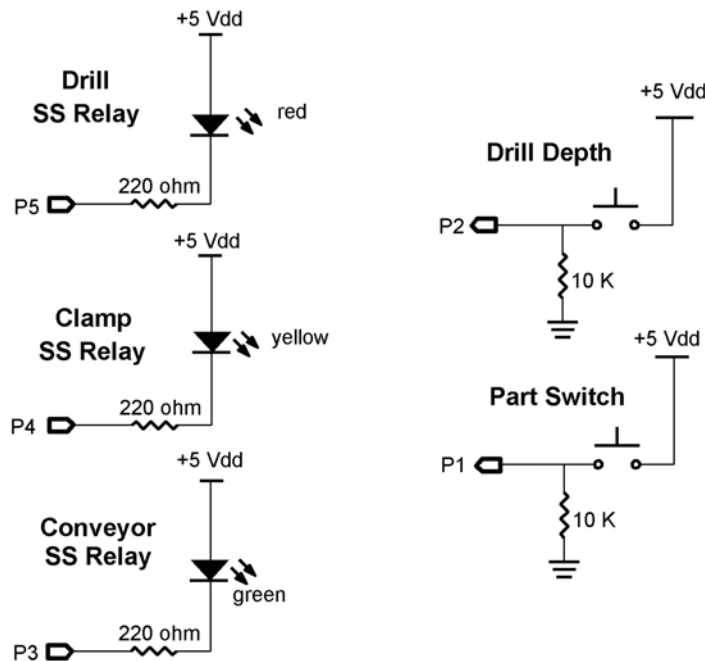 +5 Vdd
Drill
SS Relay
red
220 ohm
P5
+5 Vdd
Clamp
SS Relay
yellow
220 ohm
P4
+5 Vdd
Conveyor
SS Relay
green
220 ohm
P3
+5 Vdd
Drill Depth
P2
10 K
+5 Vdd
Part Switch
P1
10 K